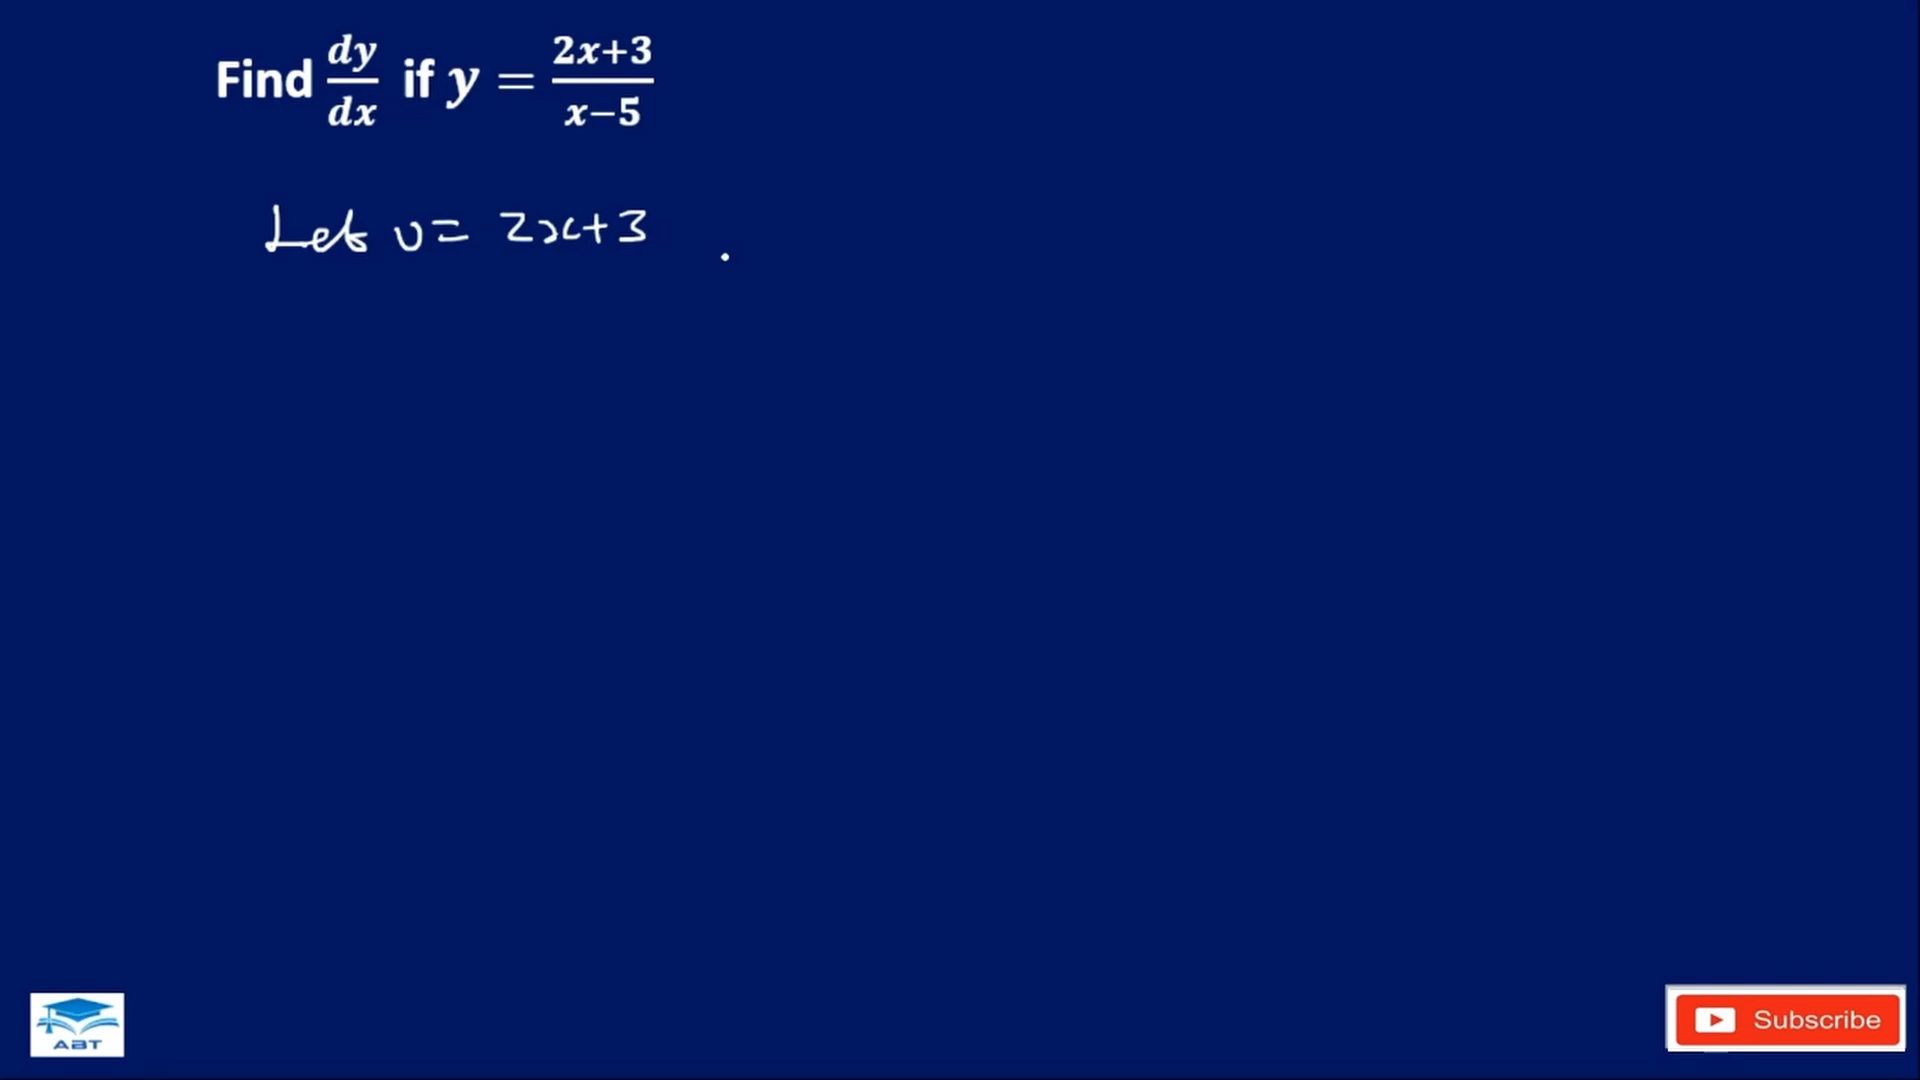 Find dy/dx if y = 2x+3/x−5
Let u = 2x+3
ABT
Subscribe